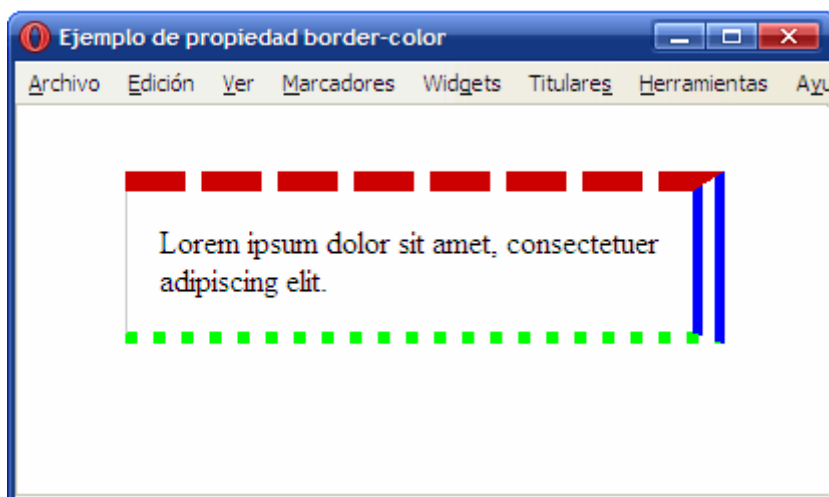 Ejemplo de propiedad border-color
Archivo Edición Ver Marcadores Widgets Titulares Herramientas Ayu
Lorem ipsum dolor sit amet, consectetuer
adipiscing elit.